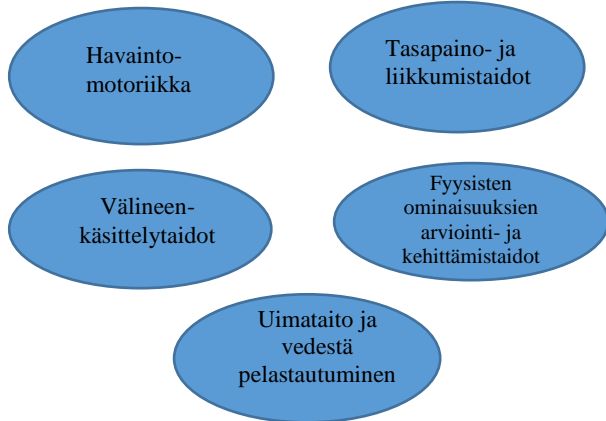 Havainto-
motoriikka
Tasapaino- ja
liikkumistaidot
Välineen-
käsittelytaidot
Fyysisten
ominaisuuksien
arviointi- ja
kehittämistaidot
Uimataito ja
vedestä
pelastautuminen